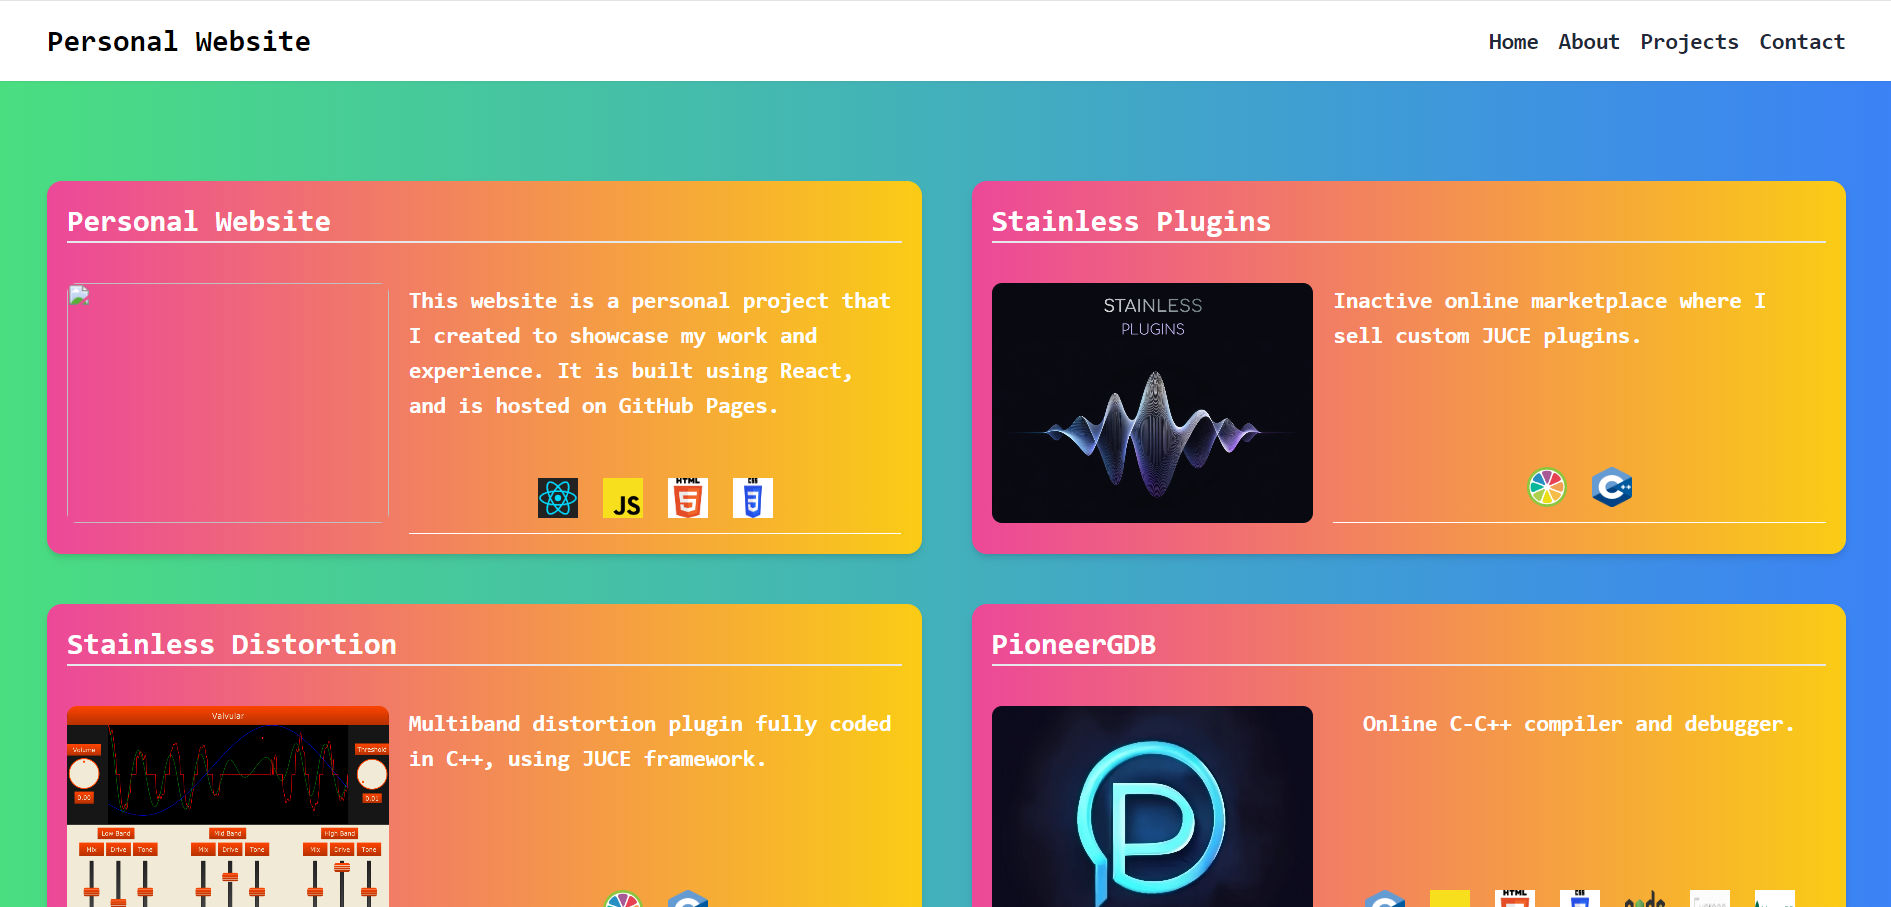 Personal Website
Home About Projects Contact
Personal Website
This website is a personal project that
I created to showcase my work and
experience. It is built using React,
and is hosted on GitHub Pages.
JS
HTML
5
CSS
3
Stainless Plugins
STAINLESS
PLUGINS
Inactive online marketplace where I
sell custom JUCE plugins.
C++
Stainless Distortion
Valvular
Volume
Threshold
0.00
0.01
Low Band
Mid Band
High Band
Mix Drive Tone
Mix Drive Tone
Mix Drive Tone
Multiband distortion plugin fully coded
in C++, using JUCE framework.
PioneerGDB
P
Online C-C++ compiler and debugger.
HTML
CSS